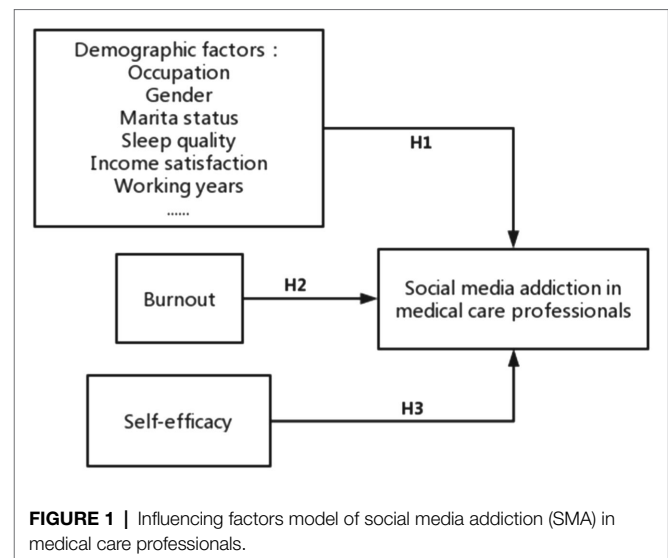 Demographic factors :
Occupation
Gender
Marita status
Sleep quality
Income satisfaction
Working years
......
H1
Burnout
H2
Social media addiction in
medical care professionals
Self-efficacy
H3
FIGURE 1 | Influencing factors model of social media addiction (SMA) in
medical care professionals.